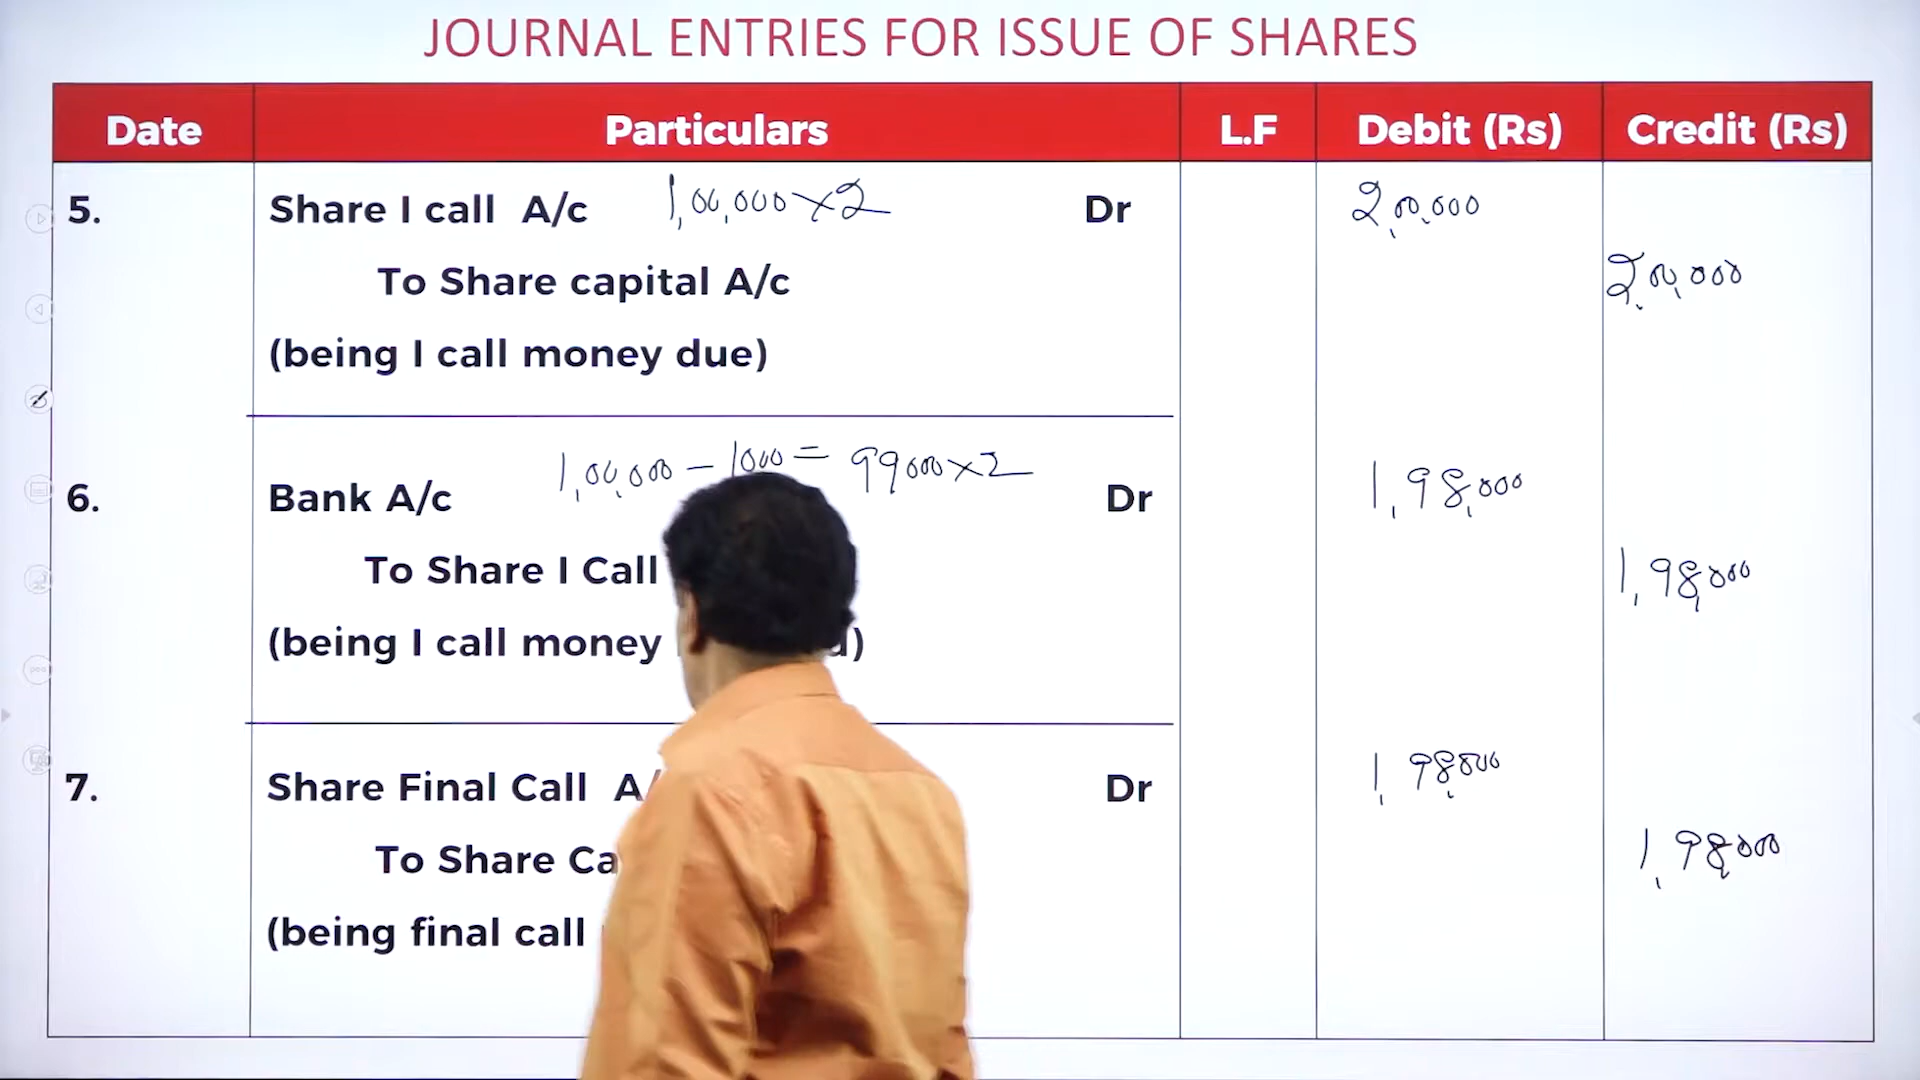 JOURNAL ENTRIES FOR ISSUE OF SHARES
Date Particulars L.F Debit (Rs) Credit (Rs)
5. Share I call A/c 1,00,000 × 2 Dr 2,00,000
To Share capital A/c 2,00,000
(being I call money due)
1,00,000 – 1000 = 99000 × 2
6. Bank A/c Dr 1,98,000
To Share I Call 1,98,000
(being I call money
7. Share Final Call Dr 1,98,000
To Share 1,98,000
(being final call